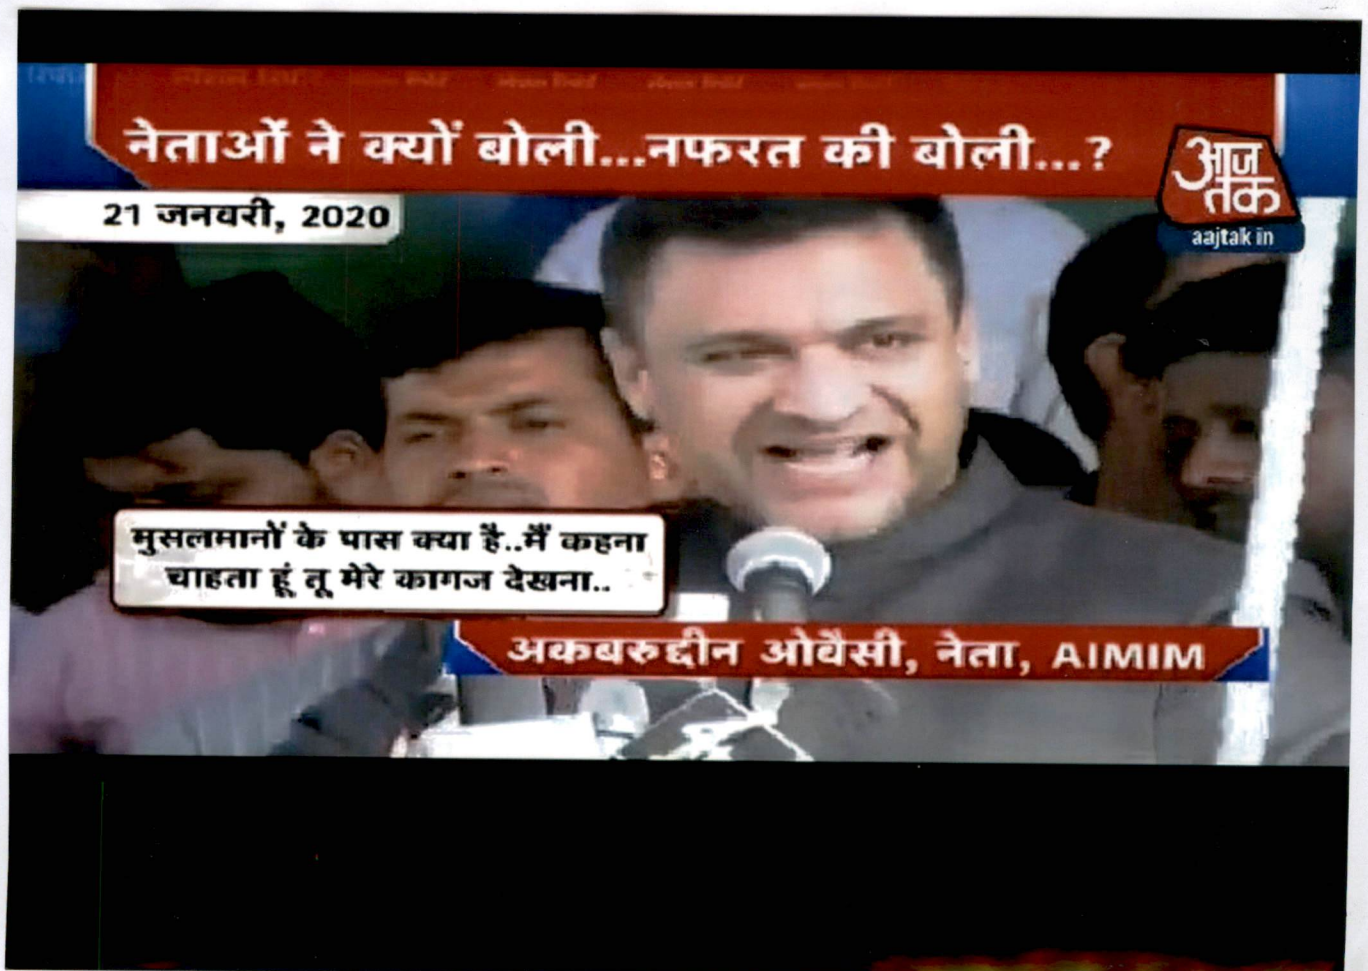 नेताओं ने क्यों बोली...नफरत की बोली...?
आज
तक
aajtak in
21 जनवरी, 2020
मुसलमानों के पास क्या है..मैं कहना
चाहता हूं तू मेरे कागज देखना..
अकबरुद्दीन ओवैसी, नेता, AIMIM